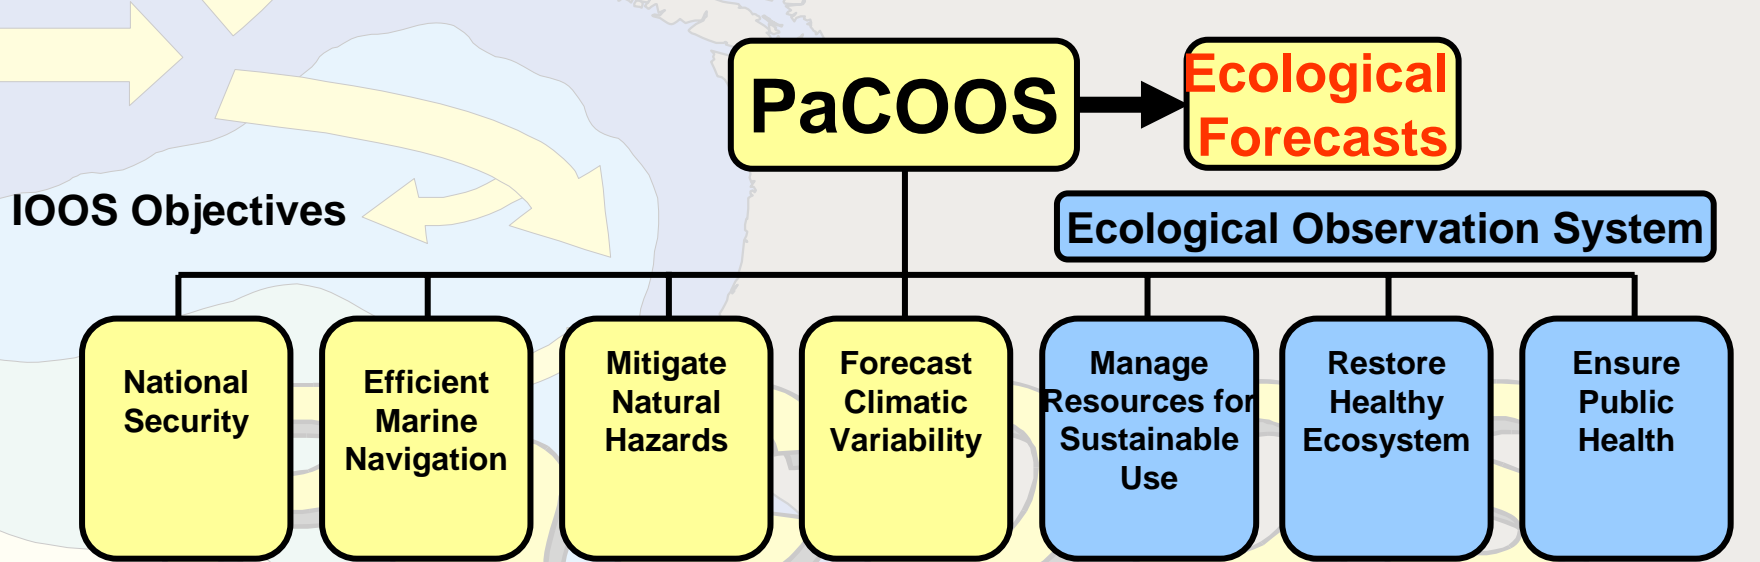 PaCOOS
Ecological
Forecasts
IOOS Objectives
Ecological Observation System
National
Security
Efficient
Marine
Navigation
Mitigate
Natural
Hazards
Forecast
Climatic
Variability
Manage
Resources for
Sustainable
Use
Restore
Healthy
Ecosystem
Ensure
Public
Health